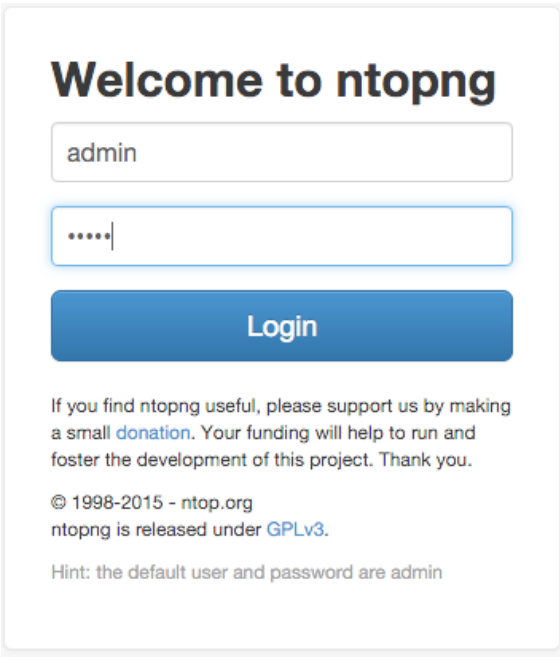 Welcome to ntopng
admin
•••••
Login
If you find ntopng useful, please support us by making
a small donation. Your funding will help to run and
foster the development of this project. Thank you.
© 1998-2015 - ntop.org
ntopng is released under GPLv3.
Hint: the default user and password are admin